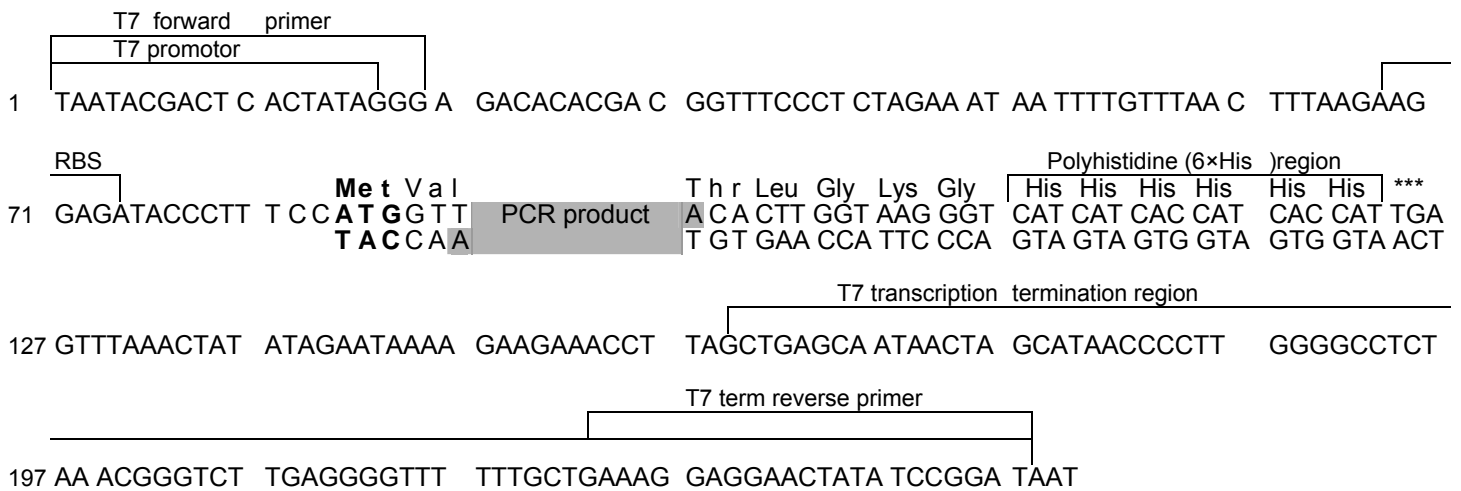 T7 forward primer
T7 promotor
1 TAATACGACT C ACTATAGGG A GACACACGA C GGTTTCCCT CTAGAA AT AA TTTTGTTTAA C TTTAAGAAG
RBS Polyhistidine (6×His )region
Me t V a l T h r Leu Gly Lys Gly His His His His His His ***
71 GAGATACCCTT T CC ATG G T T PCR product A C A CTT GGT AAG GGT CAT CAT CAC CAT CAC CAT TGA
TAC C A A T G T GAA CCA TTC CCA GTA GTA GTG GTA GTG GTA ACT
T7 transcription termination region
127 GTTTAAACTAT ATAGAATAAAA GAAGAAACCT TAGCTGAGCA ATAACTA GCATAACCCCTT GGGGCCTCT
T7 term reverse primer
197 AA ACGGGTCT TGAGGGGTTT TTTGCTGAAAG GAGGAACTATA TCCGGA TAAT